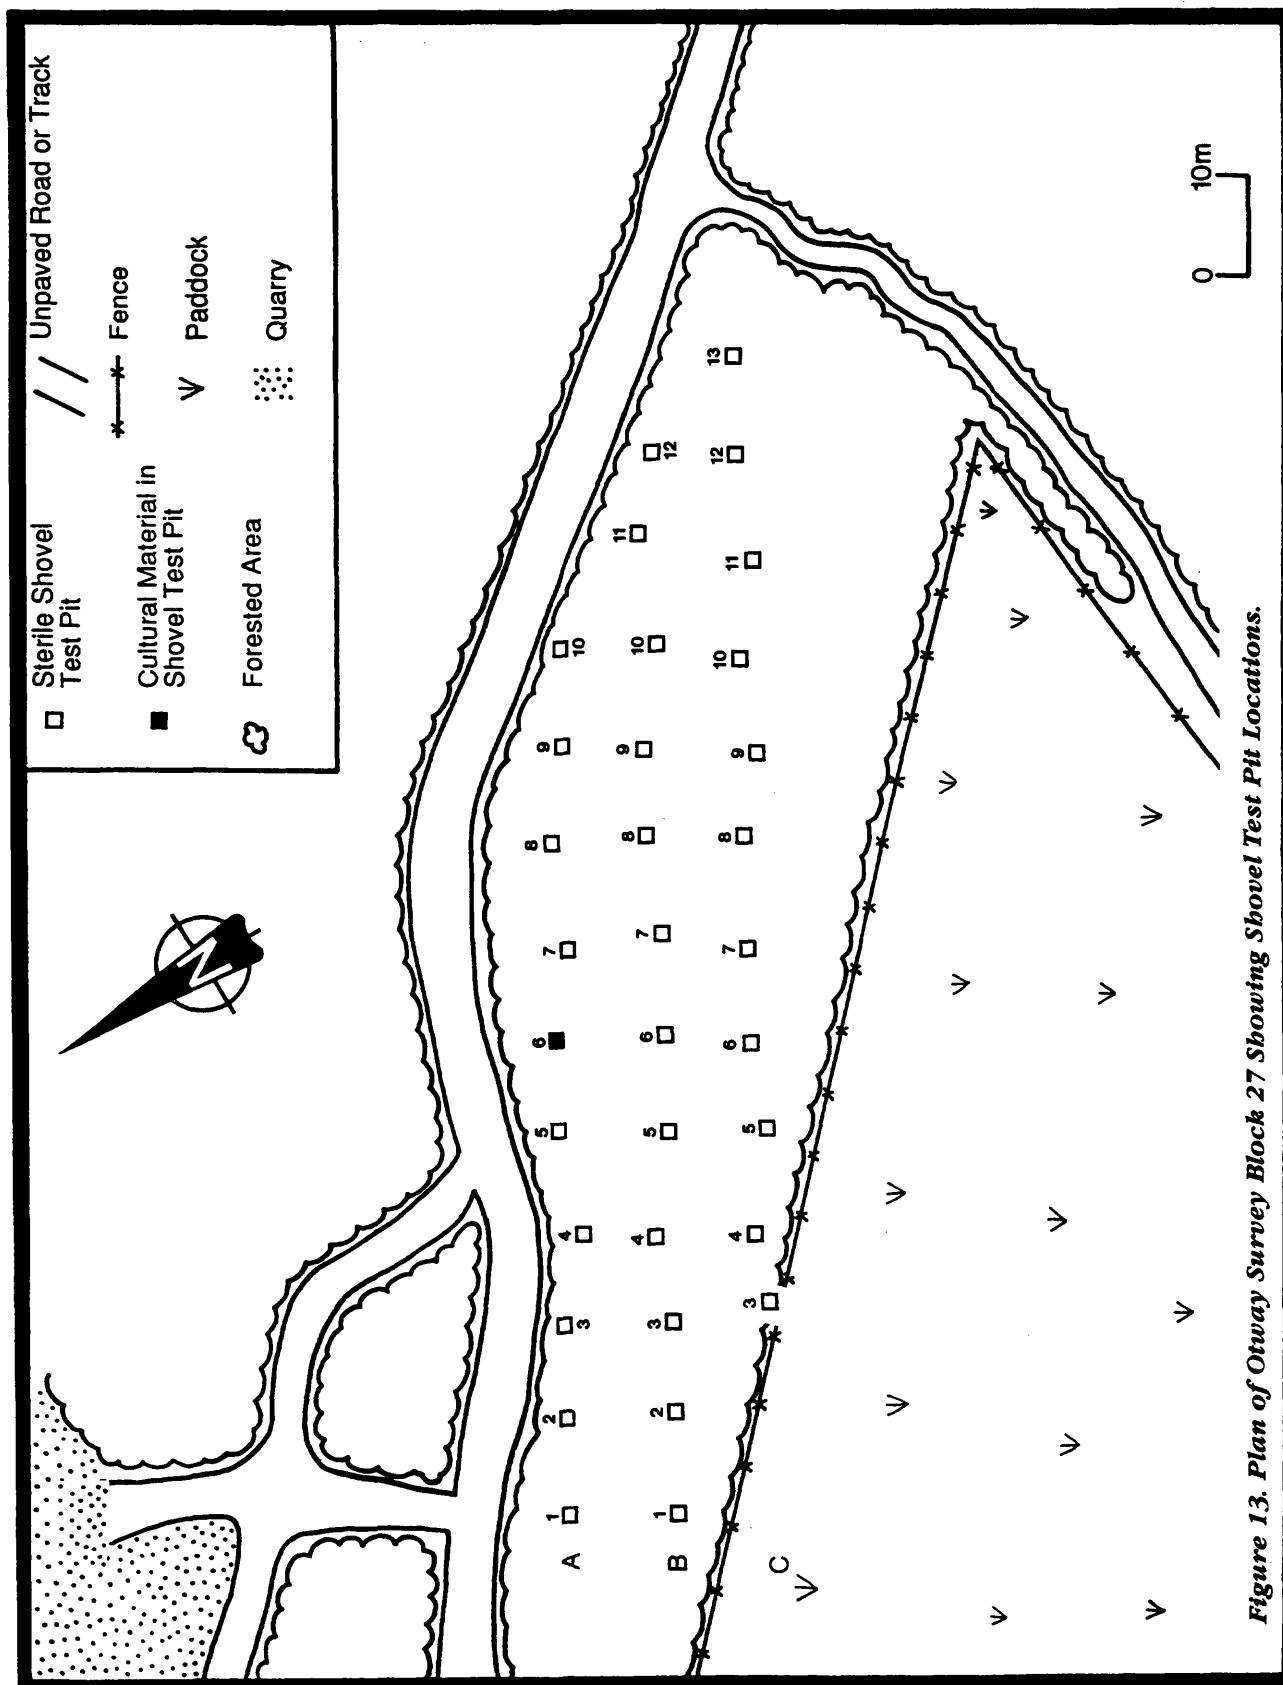 Sterile Shovel
Test Pit
Cultural Material in
Shovel Test Pit
Forested Area
Unpaved Road or Track
Fence
Paddock
Quarry
N
A
1
2
3
4
5
6
7
8
9
10
B
1
2
3
4
5
6
7
8
9
10
11
12
C
3
4
5
6
7
8
9
10
11
12
13
0 10m
Figure 13. Plan of Otway Survey Block 27 Showing Shovel Test Pit Locations.